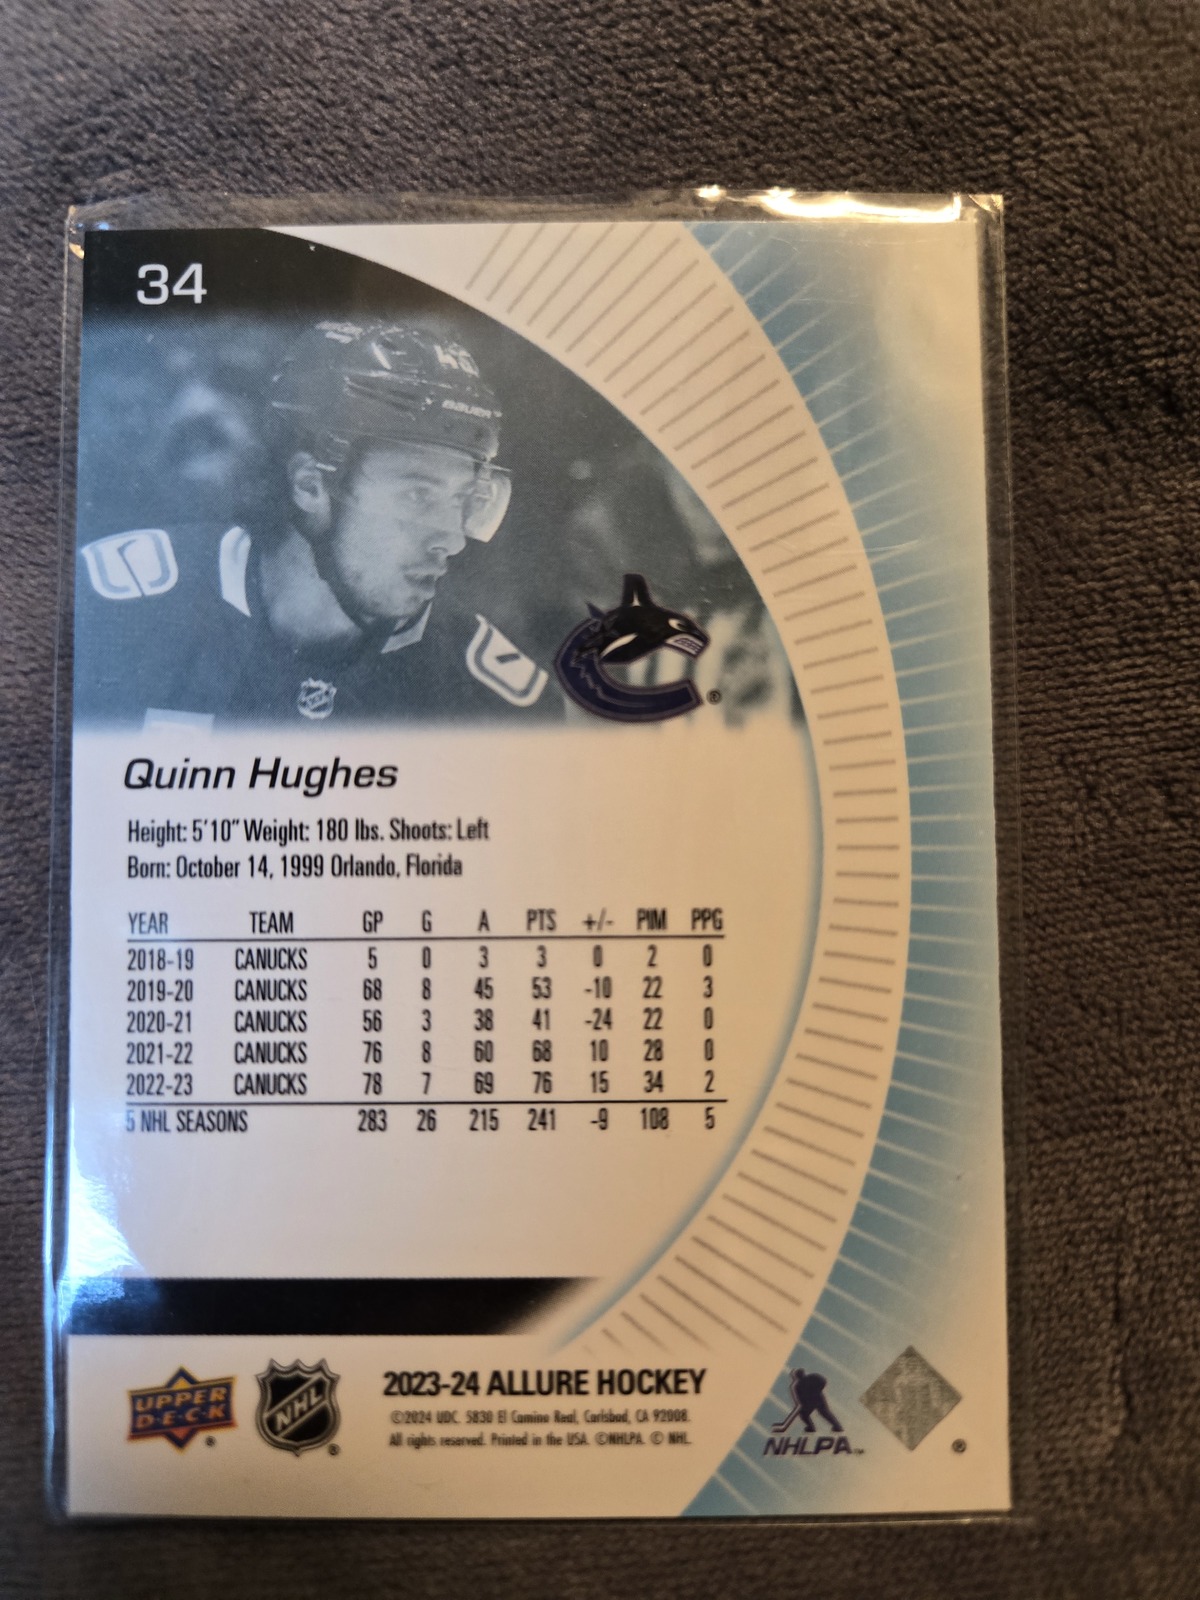 34
BAUER
Quinn Hughes
Height: 5'10" Weight: 180 lbs. Shoots: Left
Born: October 14, 1999 Orlando, Florida
YEAR TEAM GP G A PTS +/- PIM PPG
2018-19 CANUCKS 5 0 3 3 0 2 0
2019-20 CANUCKS 68 8 45 53 -10 22 3
2020-21 CANUCKS 56 3 38 41 -24 22 0
2021-22 CANUCKS 76 8 60 68 10 28 0
2022-23 CANUCKS 78 7 69 76 15 34 2
5 NHL SEASONS 283 26 215 241 -9 108 5
UPPER
D·E·C·K
®
NHL
®
2023-24 ALLURE HOCKEY
©2024 UDC. 5830 El Camino Real, Carlsbad, CA 92008.
All rights reserved. Printed in the USA. ©NHLPA. © NHL.
NHLPA™
®